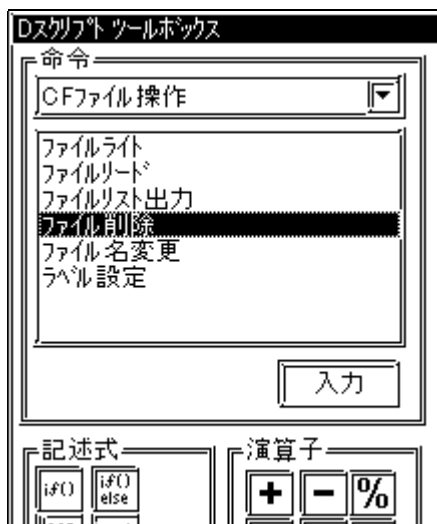 Dｽｸﾘﾌﾟﾄ ﾂｰﾙﾎﾞｯｸｽ
命令
CFﾌｧｲﾙ操作
ﾌｧｲﾙﾗｲﾄ
ﾌｧｲﾙﾘｰﾄﾞ
ﾌｧｲﾙﾘｽﾄ出力
ﾌｧｲﾙ削除
ﾌｧｲﾙ名変更
ﾗﾍﾞﾙ設定
入力
記述式 演算子
if() if() else + - %